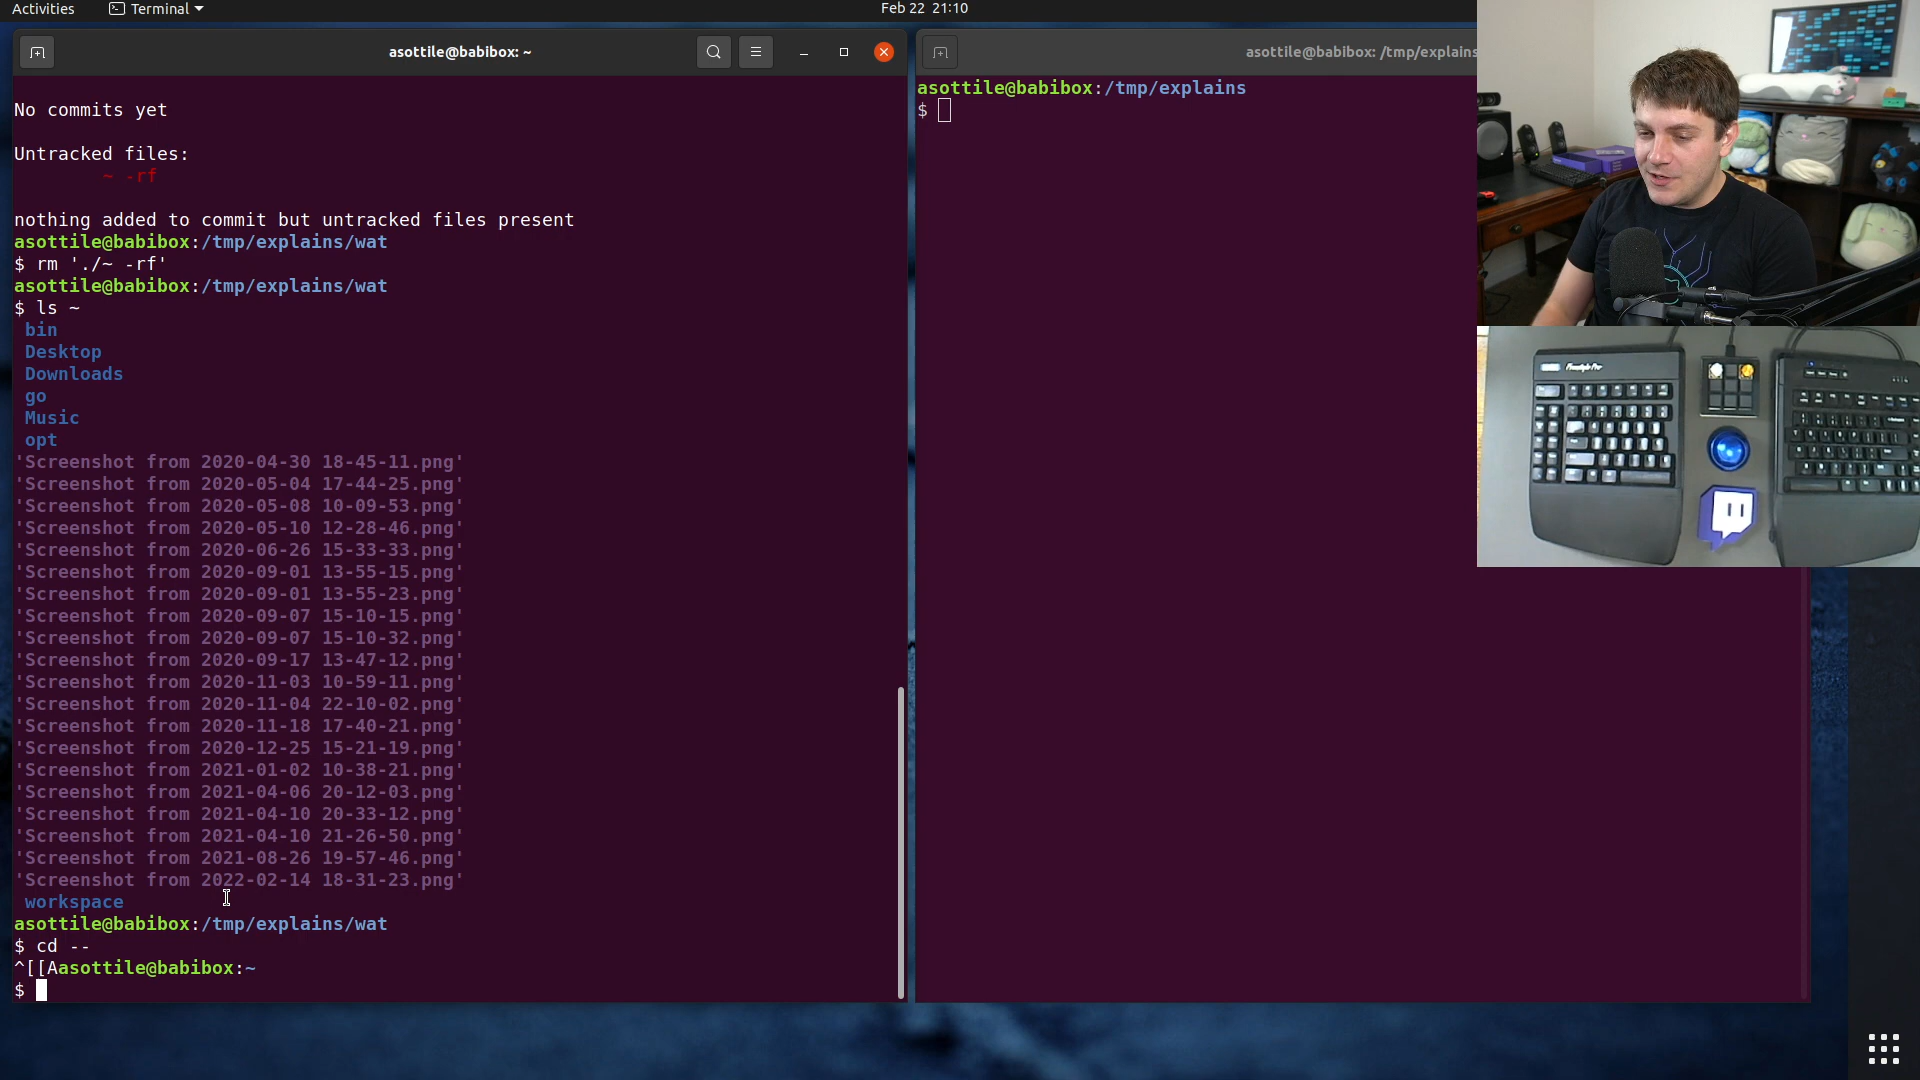 Activities
Terminal
Feb 22 21:10
asottile@babibox: ~
No commits yet
Untracked files:
~ -rf
nothing added to commit but untracked files present
asottile@babibox:/tmp/explains/wat
$ rm './~ -rf'
asottile@babibox:/tmp/explains/wat
$ ls ~
bin
Desktop
Downloads
go
Music
opt
'Screenshot from 2020-04-30 18-45-11.png'
'Screenshot from 2020-05-04 17-44-25.png'
'Screenshot from 2020-05-08 10-09-53.png'
'Screenshot from 2020-05-10 12-28-46.png'
'Screenshot from 2020-06-26 15-33-33.png'
'Screenshot from 2020-09-01 13-55-15.png'
'Screenshot from 2020-09-01 13-55-23.png'
'Screenshot from 2020-09-07 15-10-15.png'
'Screenshot from 2020-09-07 15-10-32.png'
'Screenshot from 2020-09-17 13-47-12.png'
'Screenshot from 2020-11-03 10-59-11.png'
'Screenshot from 2020-11-04 22-10-02.png'
'Screenshot from 2020-11-18 17-40-21.png'
'Screenshot from 2020-12-25 15-21-19.png'
'Screenshot from 2021-01-02 10-38-21.png'
'Screenshot from 2021-04-06 20-12-03.png'
'Screenshot from 2021-04-10 20-33-12.png'
'Screenshot from 2021-04-10 21-26-50.png'
'Screenshot from 2021-08-26 19-57-46.png'
'Screenshot from 2022-02-14 18-31-23.png'
workspace
asottile@babibox:/tmp/explains/wat
$ cd --
^[[Aasottile@babibox:~
$
asottile@babibox: /tmp/explains
asottile@babibox:/tmp/explains
$
Freestyle Pro